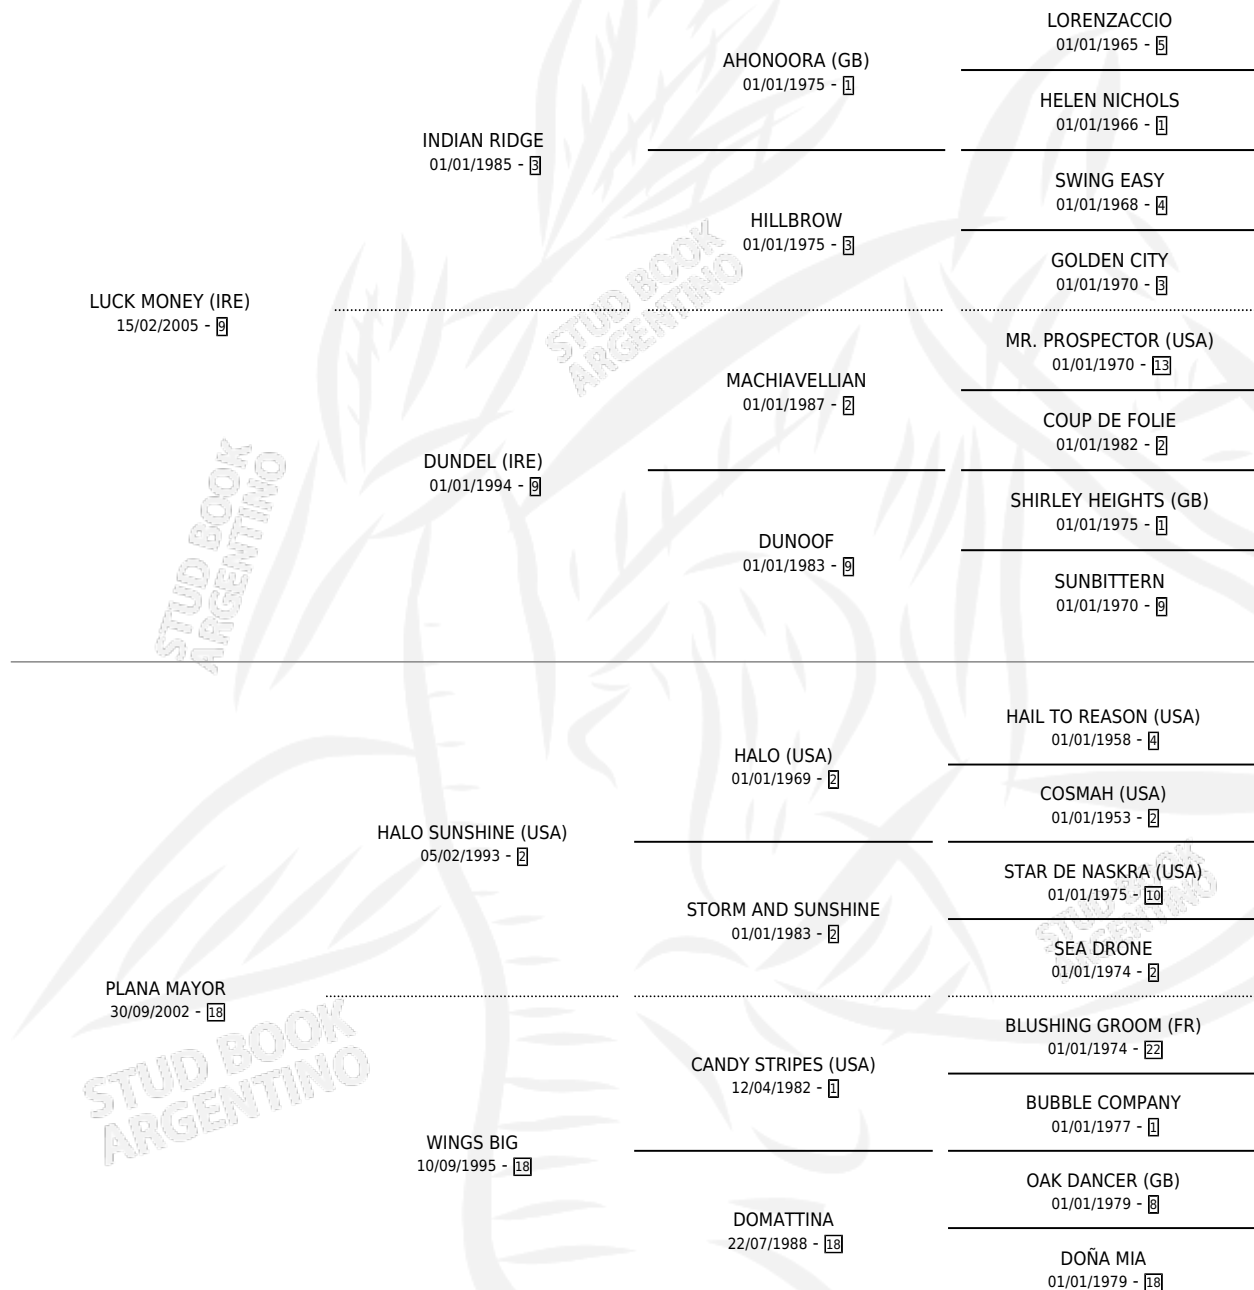 LORENZACCIO
01/01/1965 - 5
AHONOORA (GB)
01/01/1975 - 1
HELEN NICHOLS
01/01/1966 - 1
INDIAN RIDGE
01/01/1985 - 3
SWING EASY
01/01/1968 - 4
HILLBROW
01/01/1975 - 3
GOLDEN CITY
01/01/1970 - 3
LUCK MONEY (IRE)
15/02/2005 - 9
STUD BOOK
ARGENTINO
MR. PROSPECTOR (USA)
01/01/1970 - 13
MACHIAVELLIAN
01/01/1987 - 2
COUP DE FOLIE
01/01/1982 - 2
DUNDEL (IRE)
01/01/1994 - 9
SHIRLEY HEIGHTS (GB)
01/01/1975 - 1
DUNOOF
01/01/1983 - 9
SUNBITTERN
01/01/1970 - 9
STUD BOOK
ARGENTINO
HAIL TO REASON (USA)
01/01/1958 - 4
HALO (USA)
01/01/1969 - 2
COSMAH (USA)
01/01/1953 - 2
HALO SUNSHINE (USA)
05/02/1993 - 2
STAR DE NASKRA (USA)
01/01/1975 - 10
STORM AND SUNSHINE
01/01/1983 - 2
SEA DRONE
01/01/1974 - 2
STUD BOOK
ARGENTINO
PLANA MAYOR
30/09/2002 - 18
BLUSHING GROOM (FR)
01/01/1974 - 22
CANDY STRIPES (USA)
12/04/1982 - 1
BUBBLE COMPANY
01/01/1977 - 1
STUD BOOK
ARGENTINO
WINGS BIG
10/09/1995 - 18
OAK DANCER (GB)
01/01/1979 - 8
DOMATTINA
22/07/1988 - 18
DOÑA MIA
01/01/1979 - 18